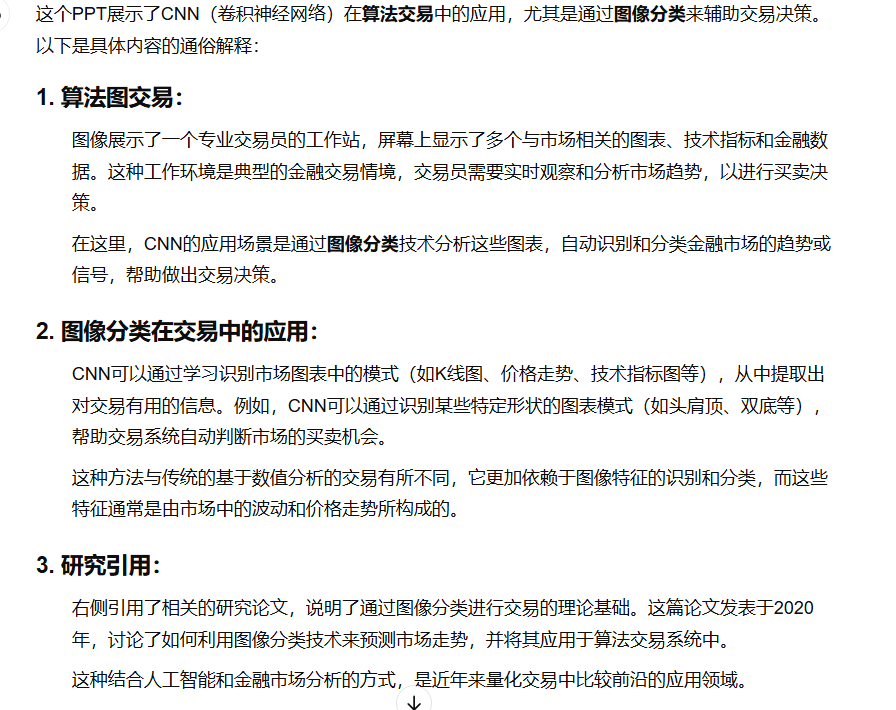 这个PPT展示了CNN（卷积神经网络）在算法交易中的应用，尤其是通过图像分类来辅助交易决策。
以下是具体内容的通俗解释：
1. 算法图交易：
图像展示了一个专业交易员的工作站，屏幕上显示了多个与市场相关的图表、技术指标和金融数
据。这种工作环境是典型的金融交易情境，交易员需要实时观察和分析市场趋势，以进行买卖决
策。
在这里，CNN的应用场景是通过图像分类技术分析这些图表，自动识别和分类金融市场的趋势或
信号，帮助做出交易决策。
2. 图像分类在交易中的应用：
CNN可以通过学习识别市场图表中的模式（如K线图、价格走势、技术指标图等），从中提取出
对交易有用的信息。例如，CNN可以通过识别某些特定形状的图表模式（如头肩顶、双底等），
帮助交易系统自动判断市场的买卖机会。
这种方法与传统的基于数值分析的交易有所不同，它更加依赖于图像特征的识别和分类，而这些
特征通常是由市场中的波动和价格走势所构成的。
3. 研究引用：
右侧引用了相关的研究论文，说明了通过图像分类进行交易的理论基础。这篇论文发表于2020
年，讨论了如何利用图像分类技术来预测市场走势，并将其应用于算法交易系统中。
这种结合人工智能和金融市场分析的方式，是近年来量化交易中比较前沿的应用领域。